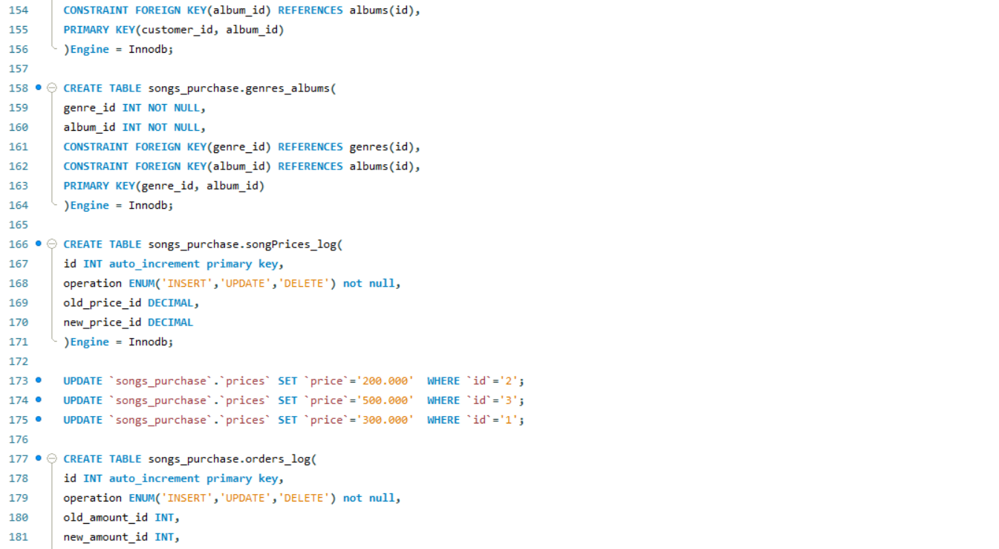 154 CONSTRAINT FOREIGN KEY(album_id) REFERENCES albums(id),
155 PRIMARY KEY(customer_id, album_id)
156 )Engine = Innodb;
157
158 CREATE TABLE songs_purchase.genres_albums(
159 genre_id INT NOT NULL,
160 album_id INT NOT NULL,
161 CONSTRAINT FOREIGN KEY(genre_id) REFERENCES genres(id),
162 CONSTRAINT FOREIGN KEY(album_id) REFERENCES albums(id),
163 PRIMARY KEY(genre_id, album_id)
164 )Engine = Innodb;
165
166 CREATE TABLE songs_purchase.songPrices_log(
167 id INT auto_increment primary key,
168 operation ENUM('INSERT','UPDATE','DELETE') not null,
169 old_price_id DECIMAL,
170 new_price_id DECIMAL
171 )Engine = Innodb;
172
173 UPDATE `songs_purchase`.`prices` SET `price`='200.000'  WHERE `id`='2';
174 UPDATE `songs_purchase`.`prices` SET `price`='500.000'  WHERE `id`='3';
175 UPDATE `songs_purchase`.`prices` SET `price`='300.000'  WHERE `id`='1';
176
177 CREATE TABLE songs_purchase.orders_log(
178 id INT auto_increment primary key,
179 operation ENUM('INSERT','UPDATE','DELETE') not null,
180 old_amount_id INT,
181 new_amount_id INT,